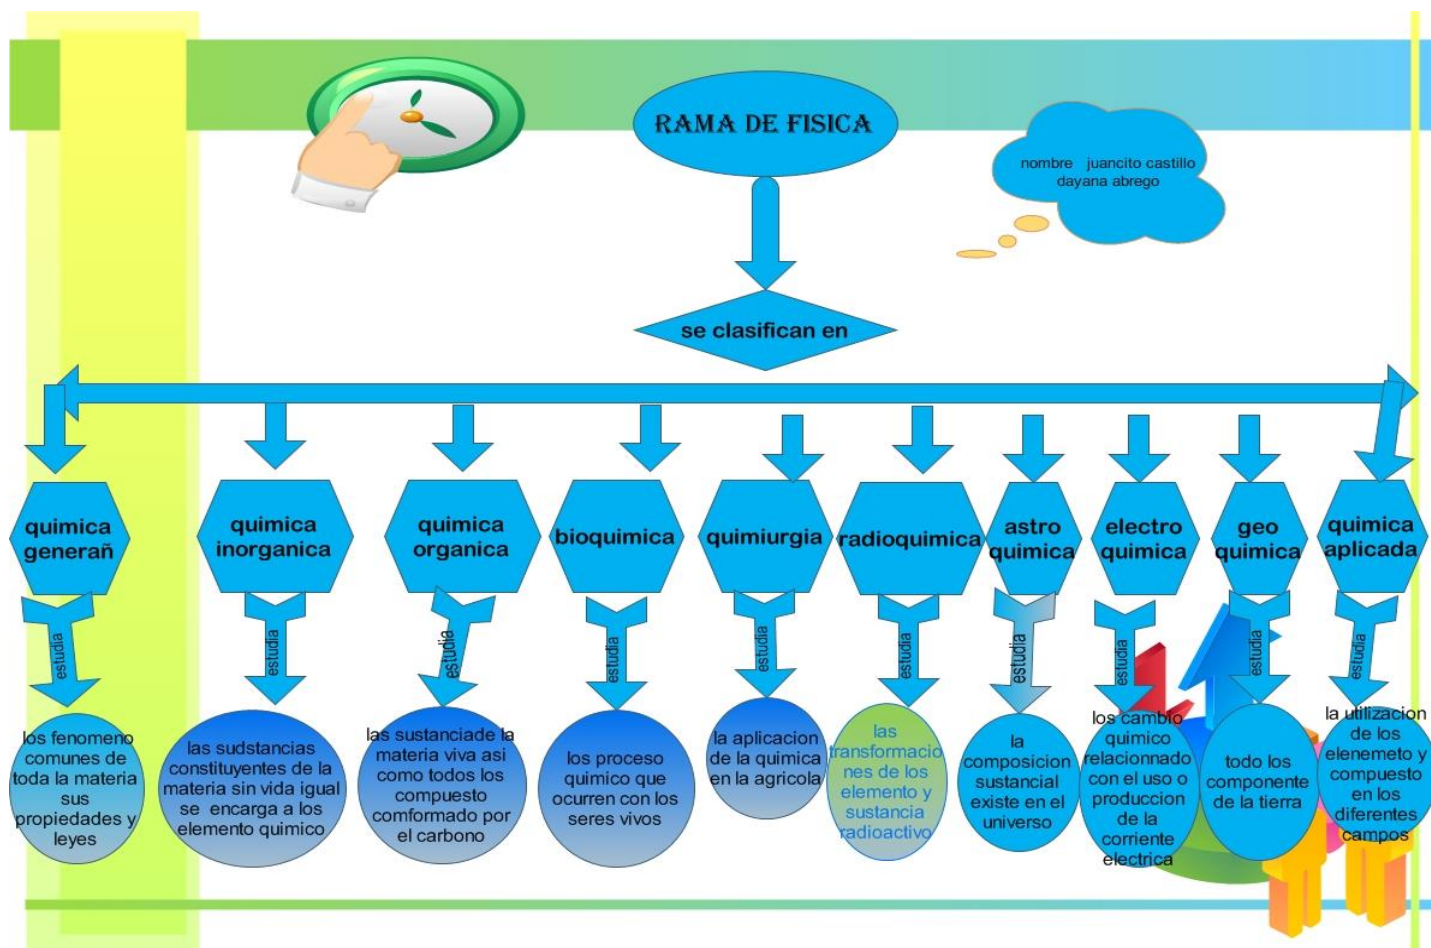 RAMA DE FISICA
nombre juancito castillo
dayana abrego
se clasifican en
quimica
generañ
quimica
inorganica
quimica
organica
bioquimica
quimiurgia
radioquimica
astro
quimica
electro
quimica
geo
quimica
quimica
aplicada
estudia
estudia
estudia
estudia
estudia
estudia
estudia
estudia
estudia
estudia
los fenomeno
comunes de
toda la materia
sus
propiedades y
leyes
las sudstancias
constituyentes de la
materia sin vida igual
se encarga a los
elemento quimico
las sustanciade la
materia viva asi
como todos los
compuesto
comformado por
el carbono
los proceso
quimico que
ocurren con los
seres vivos
la aplicacion
de la quimica
en la agricola
las
transformacio
nes de los
elemento y
sustancia
radioactivo
la
composicion
sustancial
existe en el
universo
los cambio
quimico
relacionnado
con el uso o
produccion
de la
corriente
electrica
todo los
componente
de la tierra
la utilizacion
de los
elenemeto y
compuesto
en los
diferentes
campos